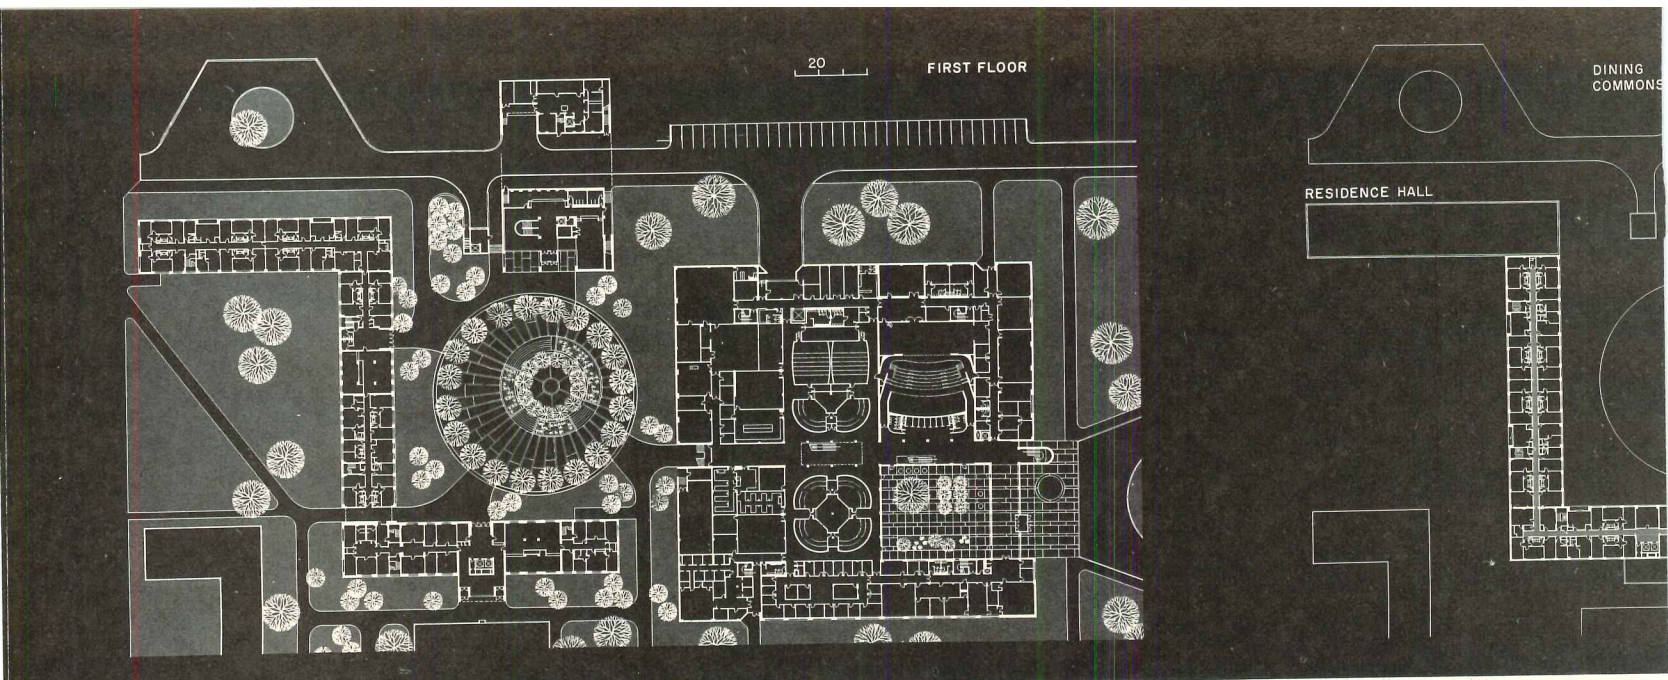 20
FIRST FLOOR
DINING
COMMONS
RESIDENCE HALL